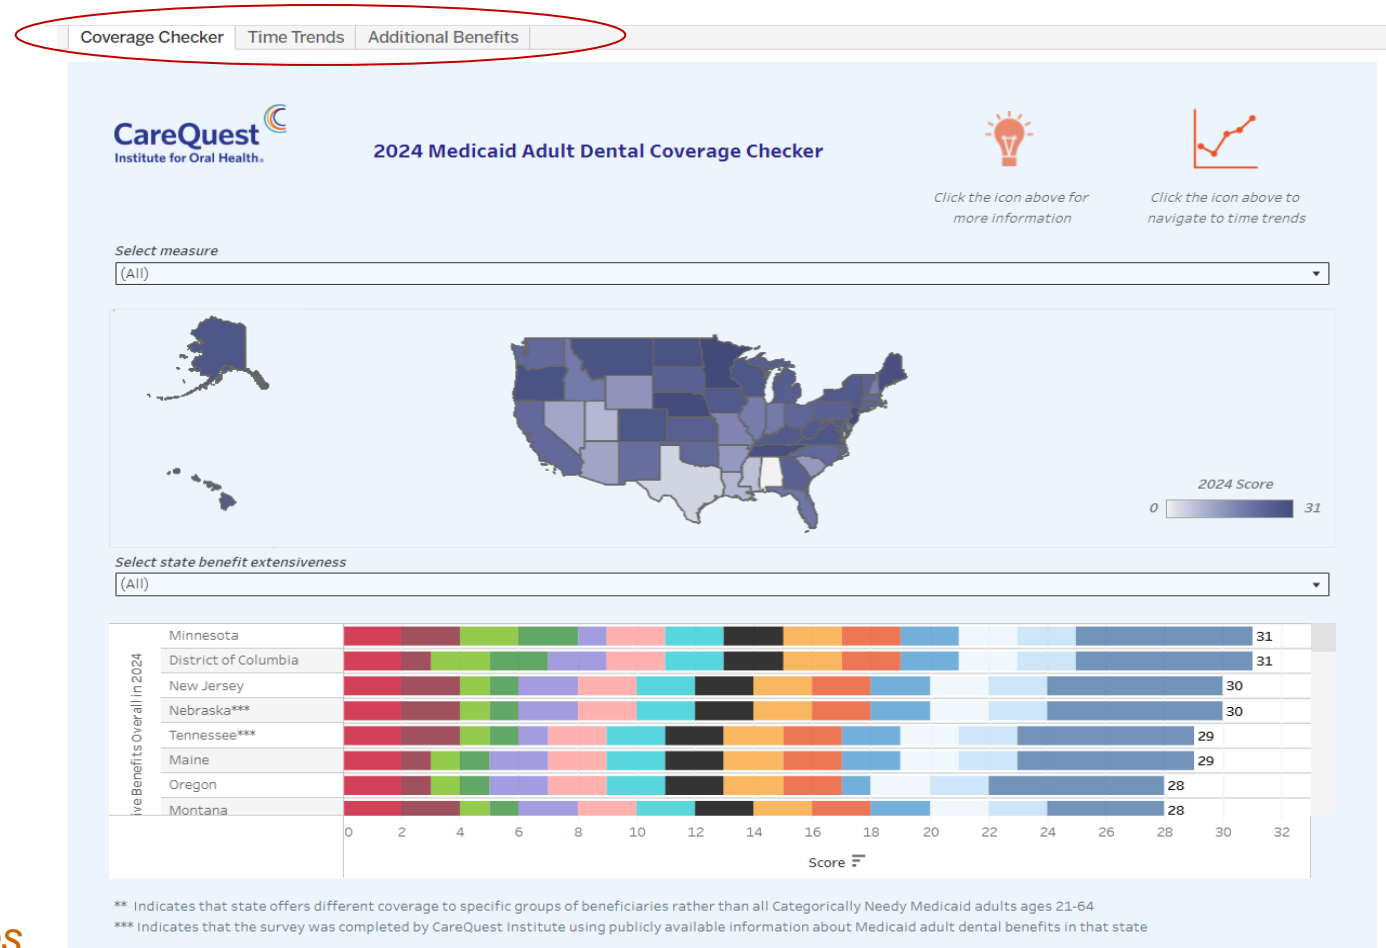 Coverage Checker
Time Trends
Additional Benefits
CareQuest
Institute for Oral Health.
2024 Medicaid Adult Dental Coverage Checker
Click the icon above for
more information
Click the icon above to
navigate to time trends
Select measure
(All)
2024 Score
0
31
Select state benefit extensiveness
(All)
ive Benefits Overall in 2024
Minnesota 31
District of Columbia 31
New Jersey 30
Nebraska*** 30
Tennessee*** 29
Maine 29
Oregon 28
Montana 28
0 2 4 6 8 10 12 14 16 18 20 22 24 26 28 30 32
Score
** Indicates that state offers different coverage to specific groups of beneficiaries rather than all Categorically Needy Medicaid adults ages 21-64
*** Indicates that the survey was completed by CareQuest Institute using publicly available information about Medicaid adult dental benefits in that state